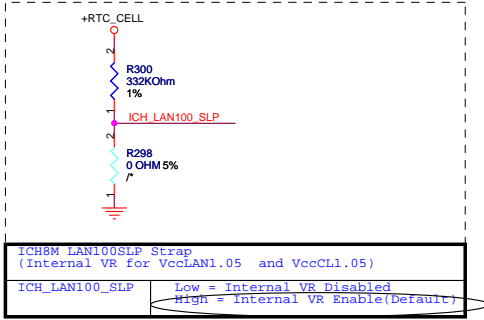 +RTC_CELL
2
R300
332KOhm
1%
1
ICH_LAN100_SLP
2
R298
0 OHM 5%
/*
1
ICH8M LAN100SLP Strap
(Internal VR for VccLAN1.05 and VccCL1.05)
ICH_LAN100_SLP
Low = Internal VR Disabled
High = Internal VR Enable(Default)